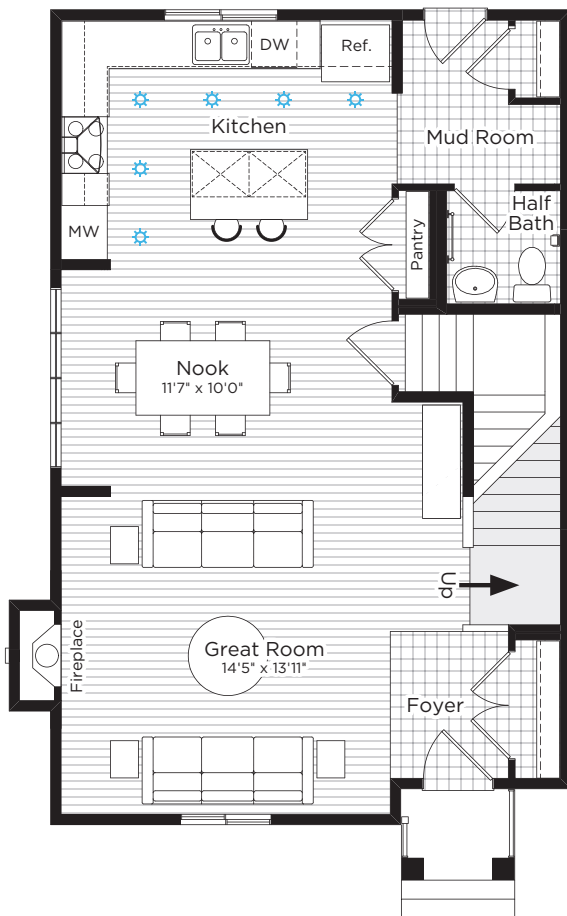 DW
Ref.
Kitchen
Mud Room
MW
Pantry
Half
Bath
Nook
11'7" x 10'0"
Up
Fireplace
Great Room
14'5" x 13'11"
Foyer